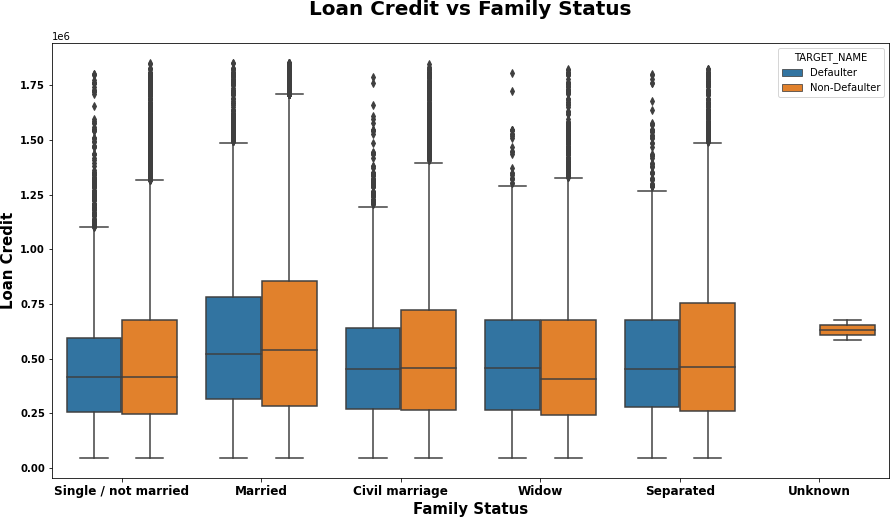 Loan Credit vs Family Status
1e6
TARGET_NAME
Defaulter
Non-Defaulter
1.75
1.50
1.25
1.00
0.75
0.50
0.25
0.00
Loan Credit
Single / not married
Married
Civil marriage
Widow
Separated
Unknown
Family Status